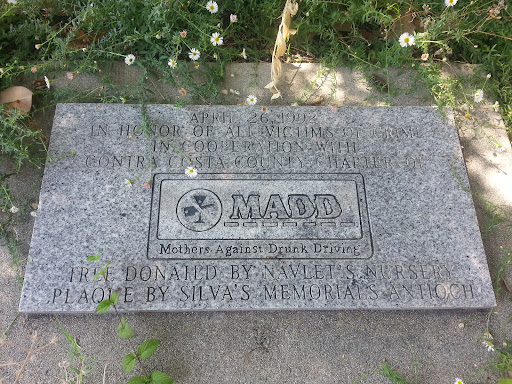 APRIL 26, 1992
IN HONOR OF ALL VICTIMS OF CRIME
IN COOPERATION WITH
CONTRA COSTA COUNTY CHAPTER OF
MADD
Mothers Against Drunk Driving
TREE DONATED BY NAVLET'S NURSERY
PLAQUE BY SILVA'S MEMORIALS ANTIOCH